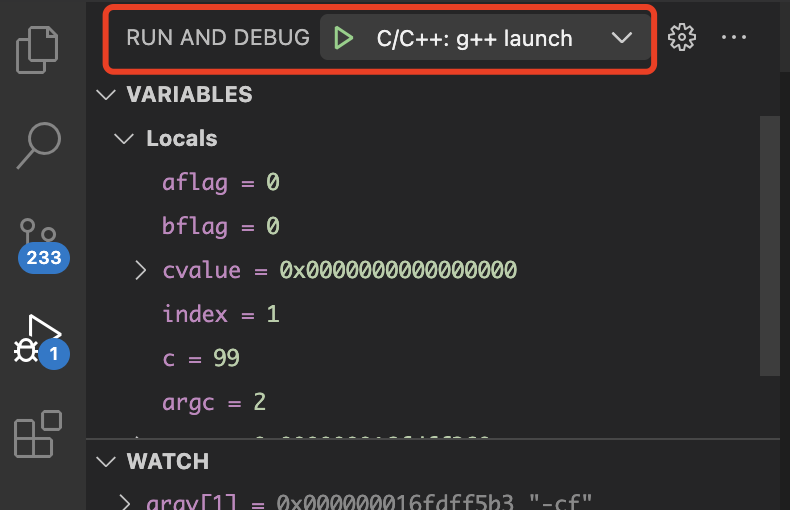 RUN AND DEBUG C/C++: g++ launch
VARIABLES
Locals
aflag = 0
bflag = 0
233
cvalue = 0x0000000000000000
index = 1
1
c = 99
argc = 2
WATCH
argv[1] = 0x000000016fdff5b3 "-cf"